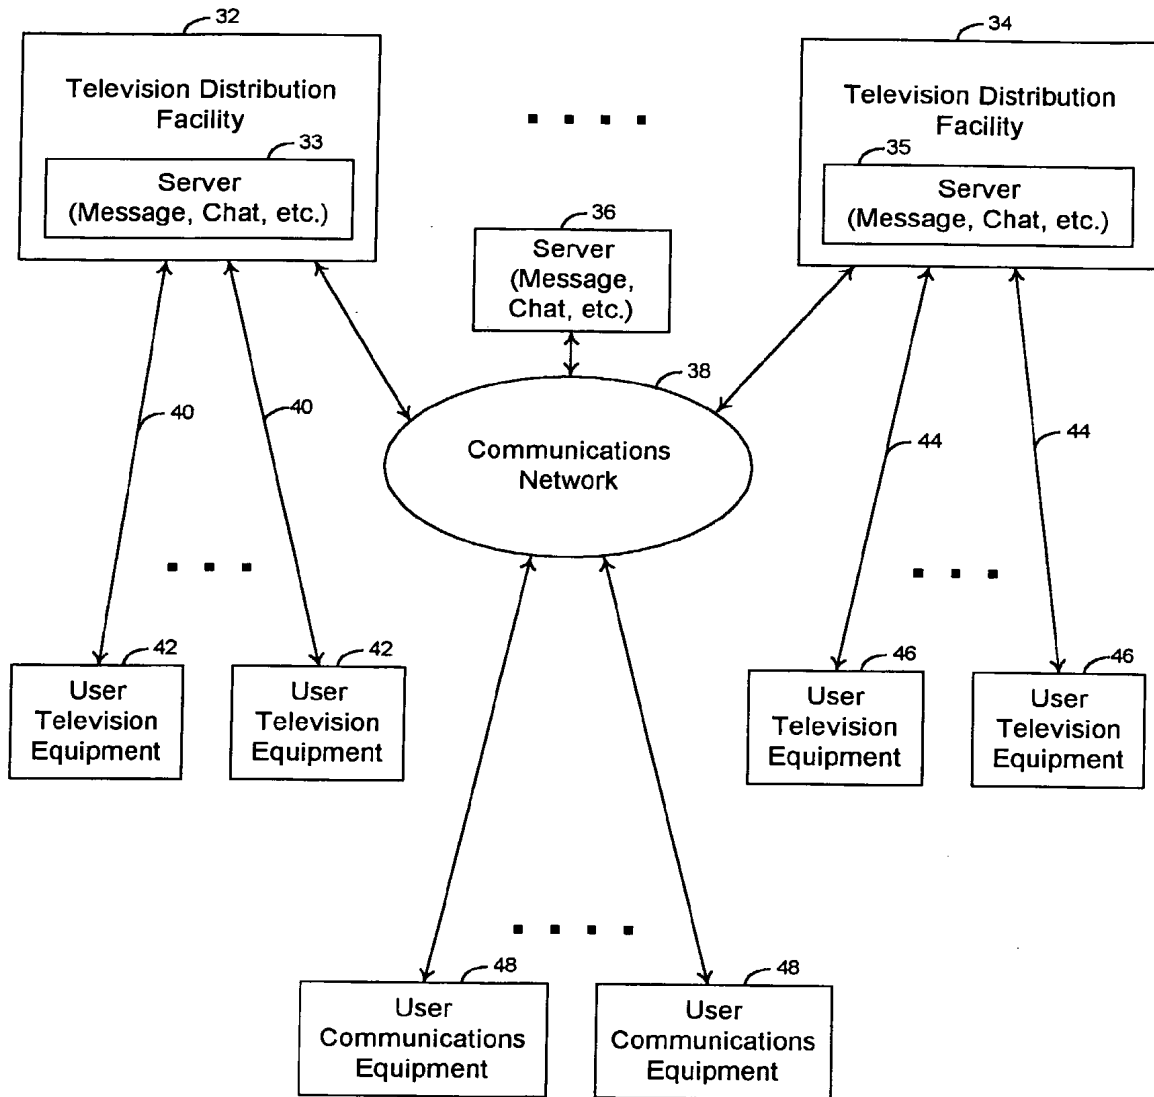 32
Television Distribution
Facility
33
Server
(Message, Chat, etc.)
34
Television Distribution
Facility
35
Server
(Message, Chat, etc.)
36
Server
(Message,
Chat, etc.)
38
Communications
Network
40
40
44
44
42
User
Television
Equipment
42
User
Television
Equipment
46
User
Television
Equipment
46
User
Television
Equipment
48
User
Communications
Equipment
48
User
Communications
Equipment